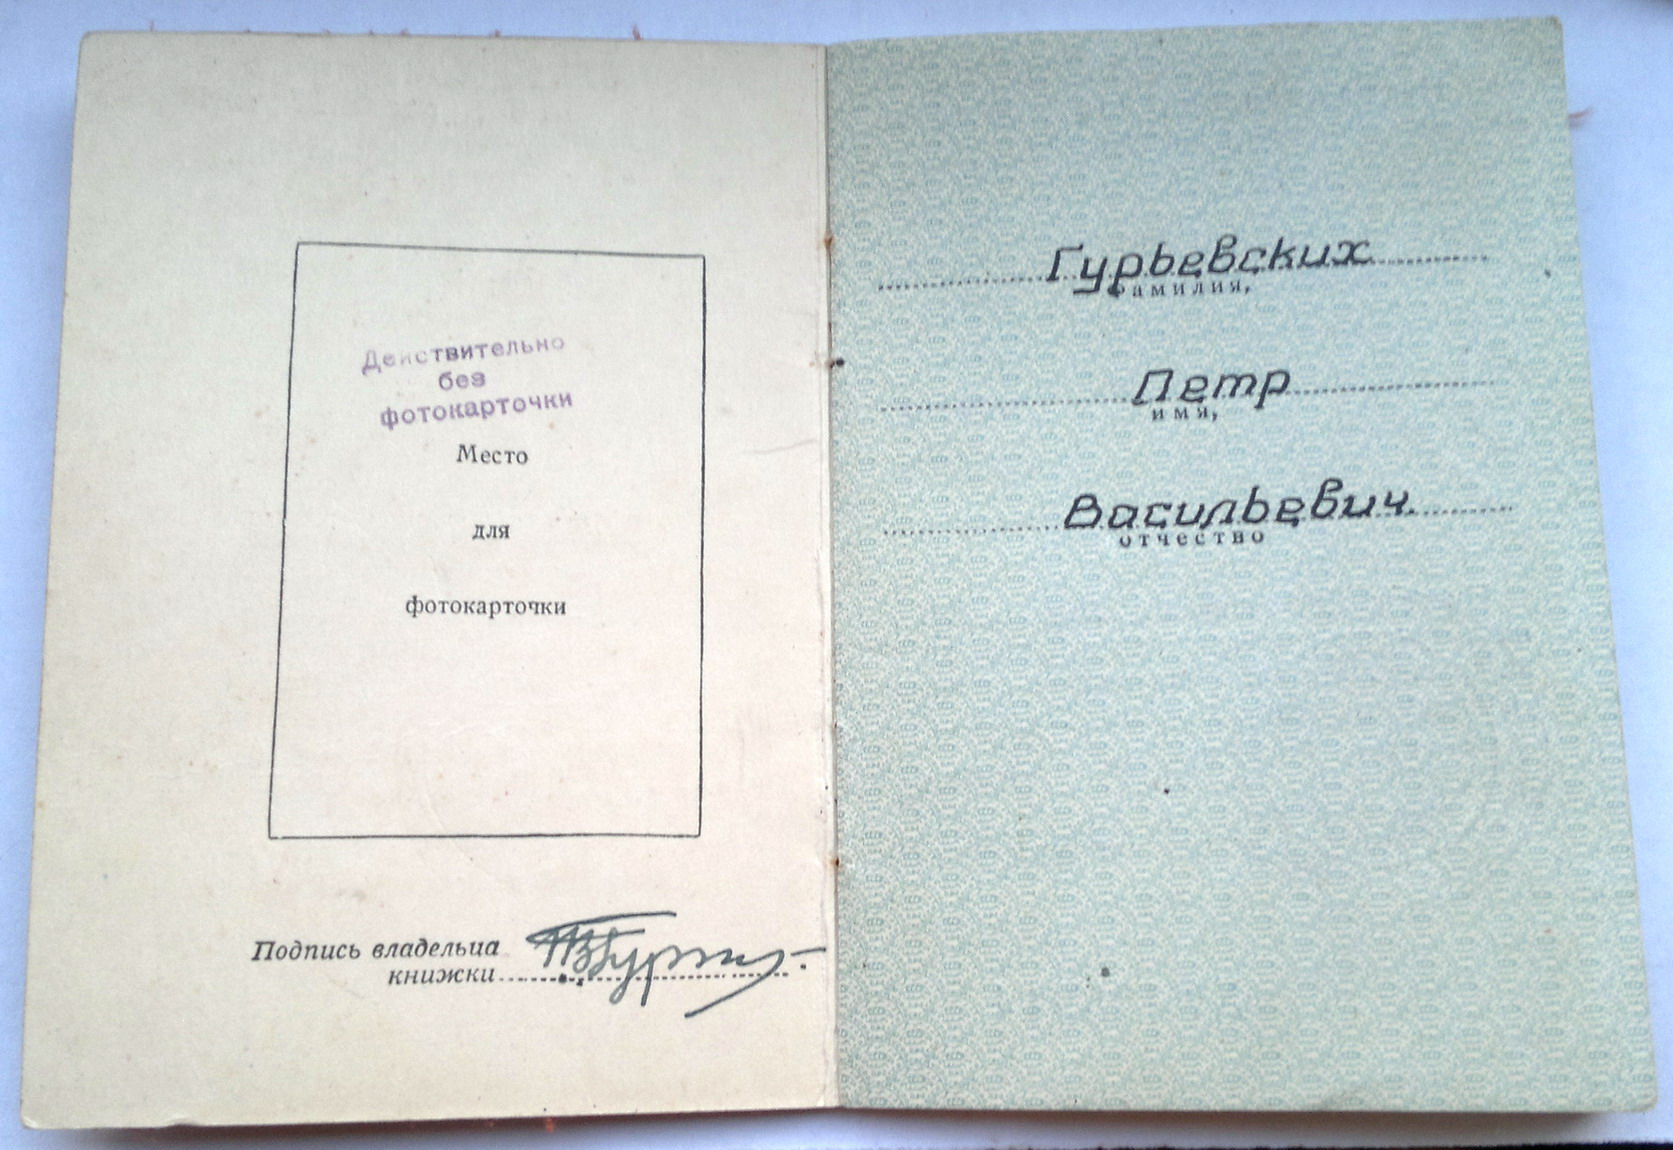 Действительно
без
фотокарточки
Место
для
фотокарточки
Подпись владельца
книжки
Гурьевских
фамилия,
Петр
имя,
Васильевич
отчество